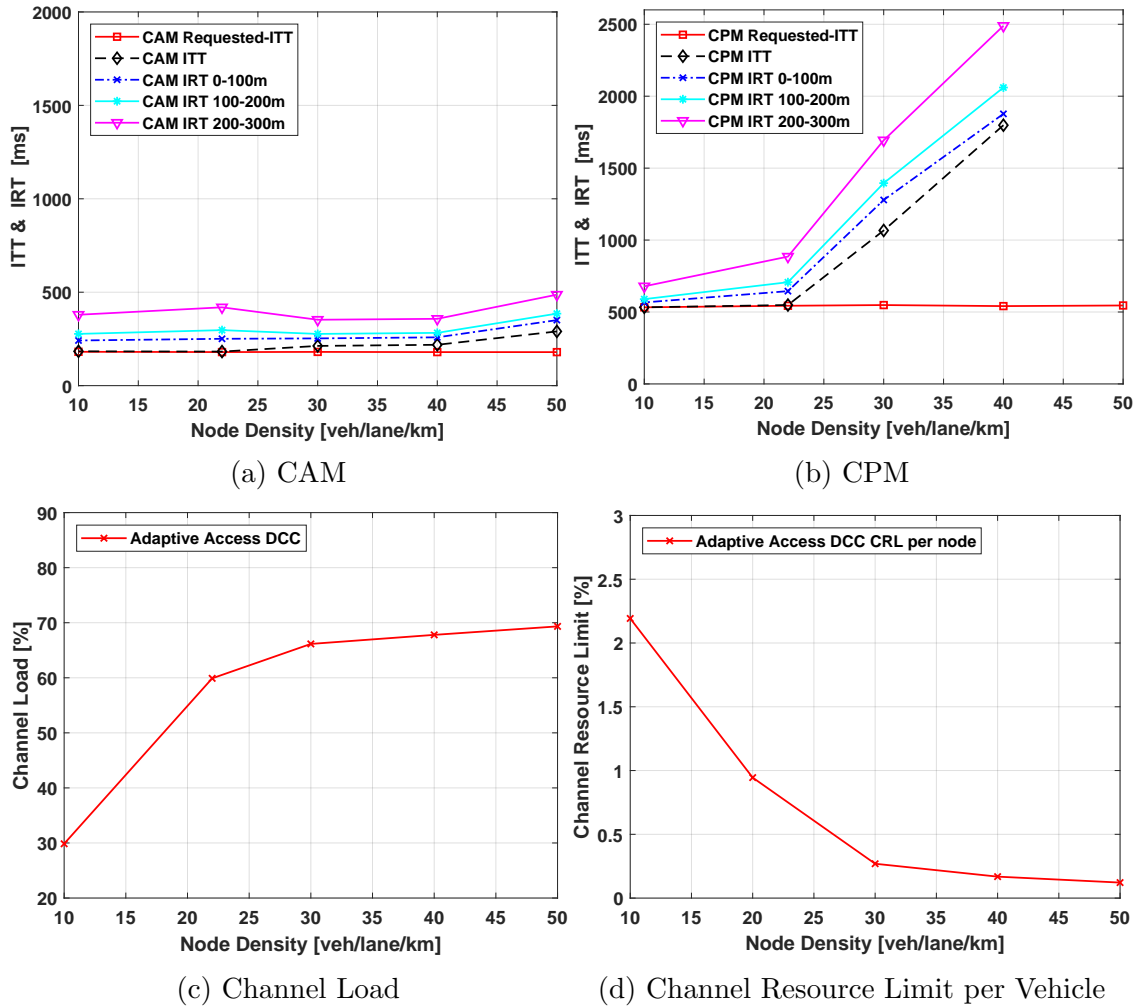 CAM Requested-ITT
CAM ITT
CAM IRT 0-100m
CAM IRT 100-200m
CAM IRT 200-300m
2000
1500
1000
500
0
ITT & IRT [ms]
10 15 20 25 30 35 40 45 50
Node Density [veh/lane/km]
(a) CAM
CPM Requested-ITT
CPM ITT
CPM IRT 0-100m
CPM IRT 100-200m
CPM IRT 200-300m
2500
2000
1500
1000
500
0
ITT & IRT [ms]
10 15 20 25 30 35 40 45 50
Node Density [veh/lane/km]
(b) CPM
Adaptive Access DCC
90
80
70
60
50
40
30
20
Channel Load [%]
10 15 20 25 30 35 40 45 50
Node Density [veh/lane/km]
(c) Channel Load
Adaptive Access DCC CRL per node
3
2.5
2
1.5
1
0.5
0
Channel Resource Limit [%]
10 15 20 25 30 35 40 45 50
Node Density [veh/lane/km]
(d) Channel Resource Limit per Vehicle